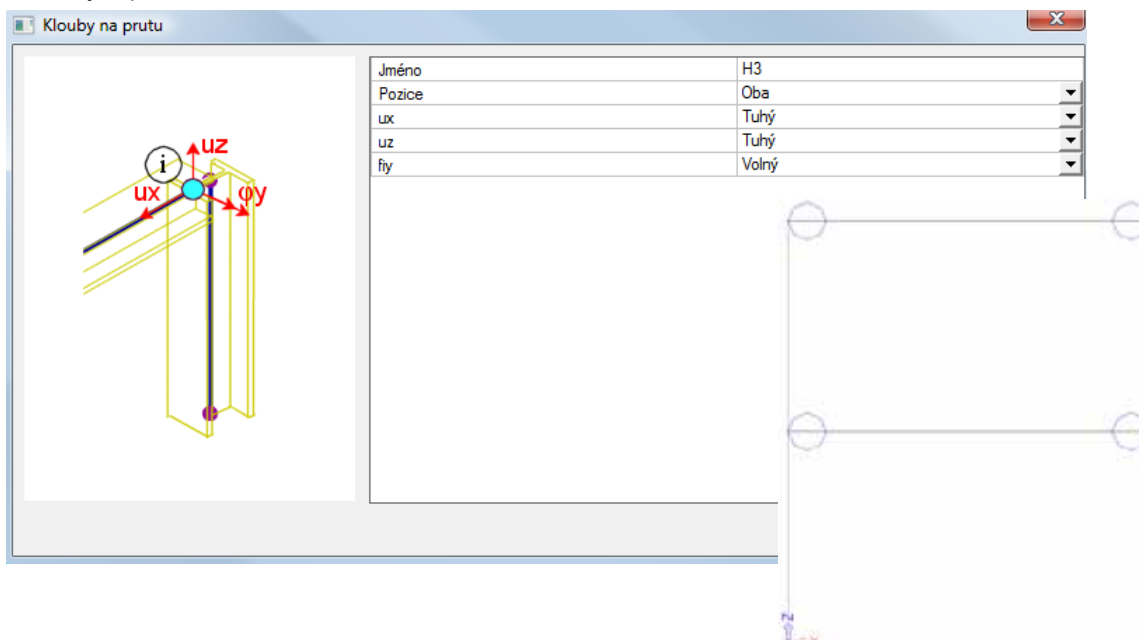 Klouby na prutu
Jméno H3
Pozice Oba
ux Tuhý
uz Tuhý
fiy Volný
uz
i
ux φy